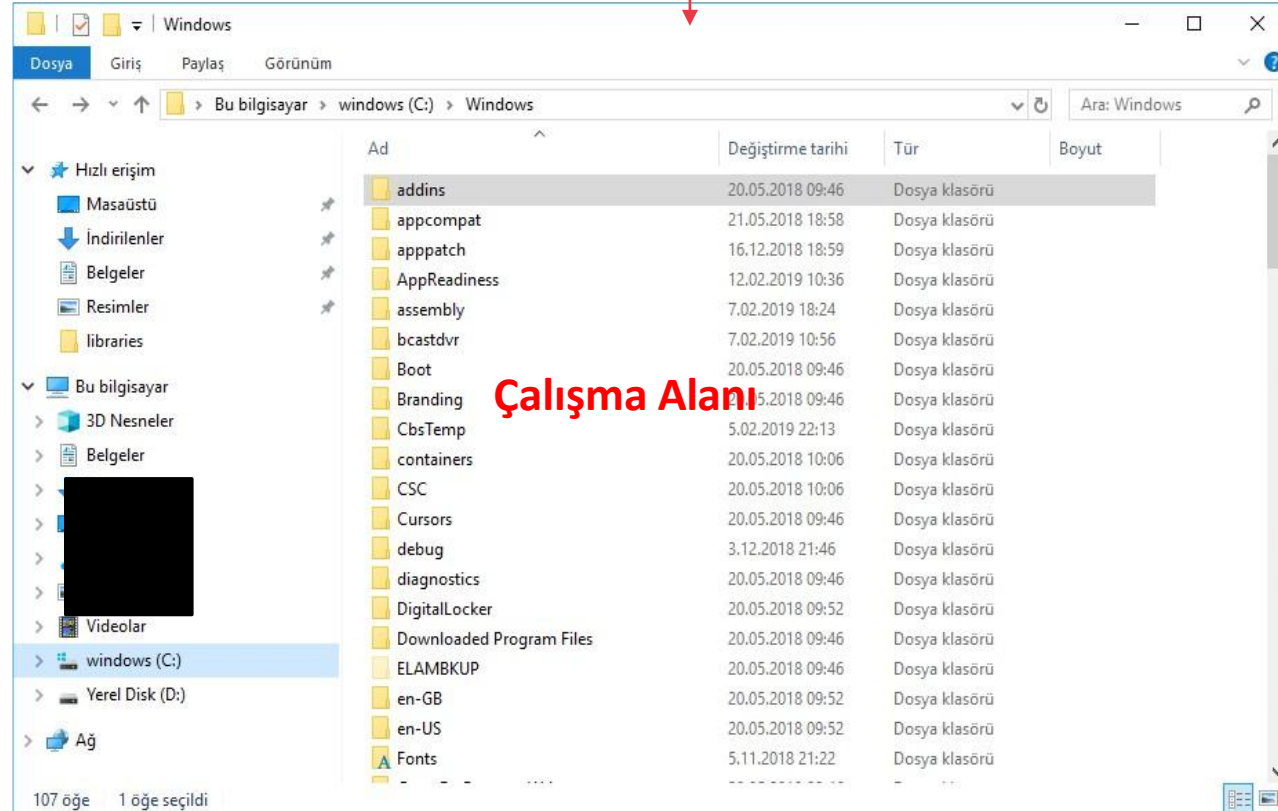 Windows
Dosya Giriş Paylaş Görünüm
Bu bilgisayar > windows (C:) > Windows
Ara: Windows
Ad Değiştirme tarihi Tür Boyut
Hızlı erişim
Masaüstü
İndirilenler
Belgeler
Resimler
libraries
Bu bilgisayar
3D Nesneler
Belgeler
Videolar
windows (C:)
Yerel Disk (D:)
Ağ
addins 20.05.2018 09:46 Dosya klasörü
appcompat 21.05.2018 18:58 Dosya klasörü
apppatch 16.12.2018 18:59 Dosya klasörü
AppReadiness 12.02.2019 10:36 Dosya klasörü
assembly 7.02.2019 18:24 Dosya klasörü
bcastdvr 7.02.2019 10:56 Dosya klasörü
Boot 20.05.2018 09:46 Dosya klasörü
Branding 20.05.2018 09:46 Dosya klasörü
Çalışma Alanı
CbsTemp 5.02.2019 22:13 Dosya klasörü
containers 20.05.2018 10:06 Dosya klasörü
CSC 20.05.2018 10:06 Dosya klasörü
Cursors 20.05.2018 09:46 Dosya klasörü
debug 3.12.2018 21:46 Dosya klasörü
diagnostics 20.05.2018 09:46 Dosya klasörü
DigitalLocker 20.05.2018 09:52 Dosya klasörü
Downloaded Program Files 20.05.2018 09:46 Dosya klasörü
ELAMBKUP 20.05.2018 09:46 Dosya klasörü
en-GB 20.05.2018 09:52 Dosya klasörü
en-US 20.05.2018 09:52 Dosya klasörü
Fonts 5.11.2018 21:22 Dosya klasörü
107 öğe 1 öğe seçildi